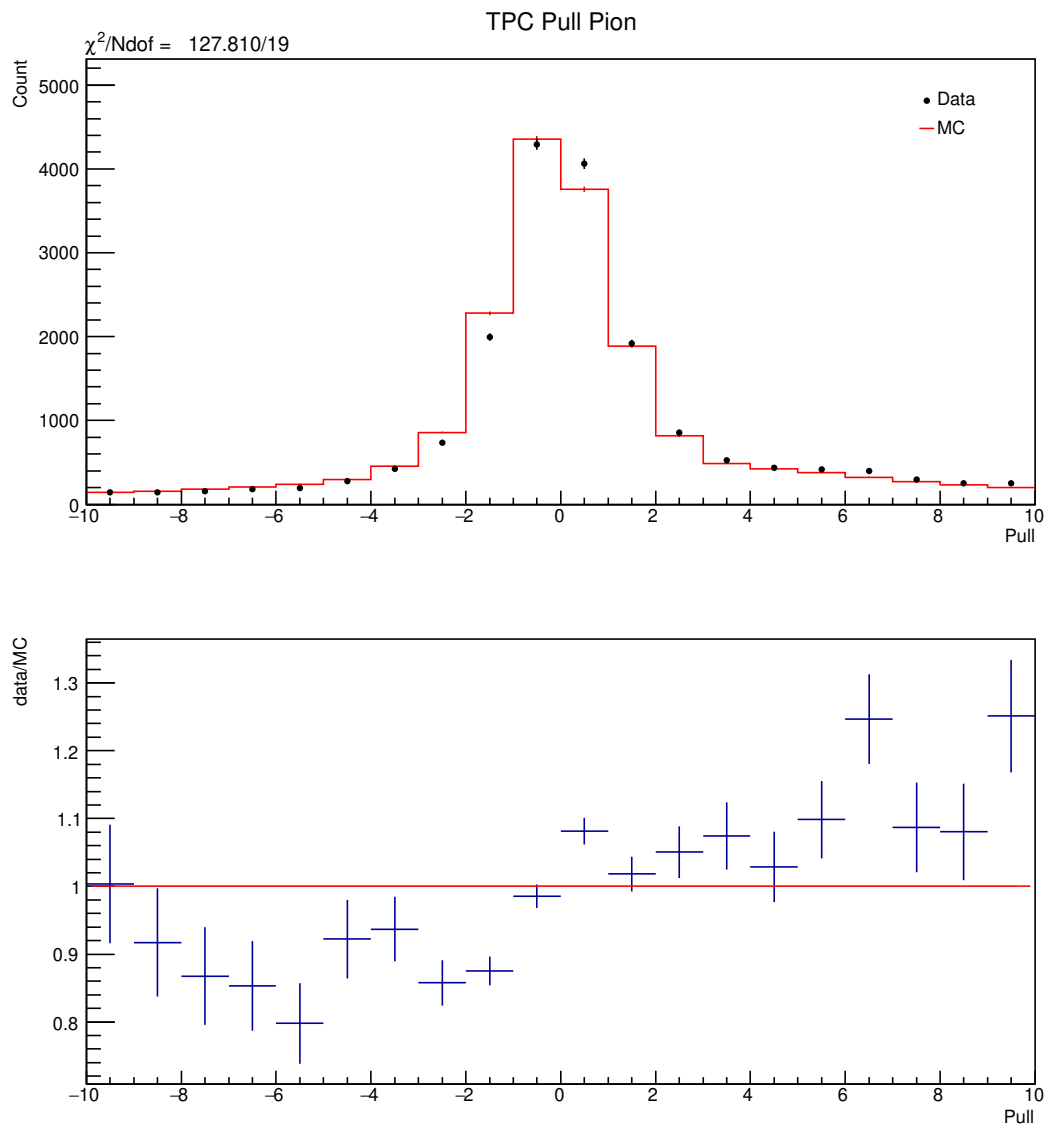 TPC Pull Pion
χ²/Ndof = 127.810/19
Count
5000
4000
3000
2000
1000
0
Data
MC
−10 −8 −6 −4 −2 0 2 4 6 8 10
Pull
data/MC
1.3
1.2
1.1
1
0.9
0.8
−10 −8 −6 −4 −2 0 2 4 6 8 10
Pull